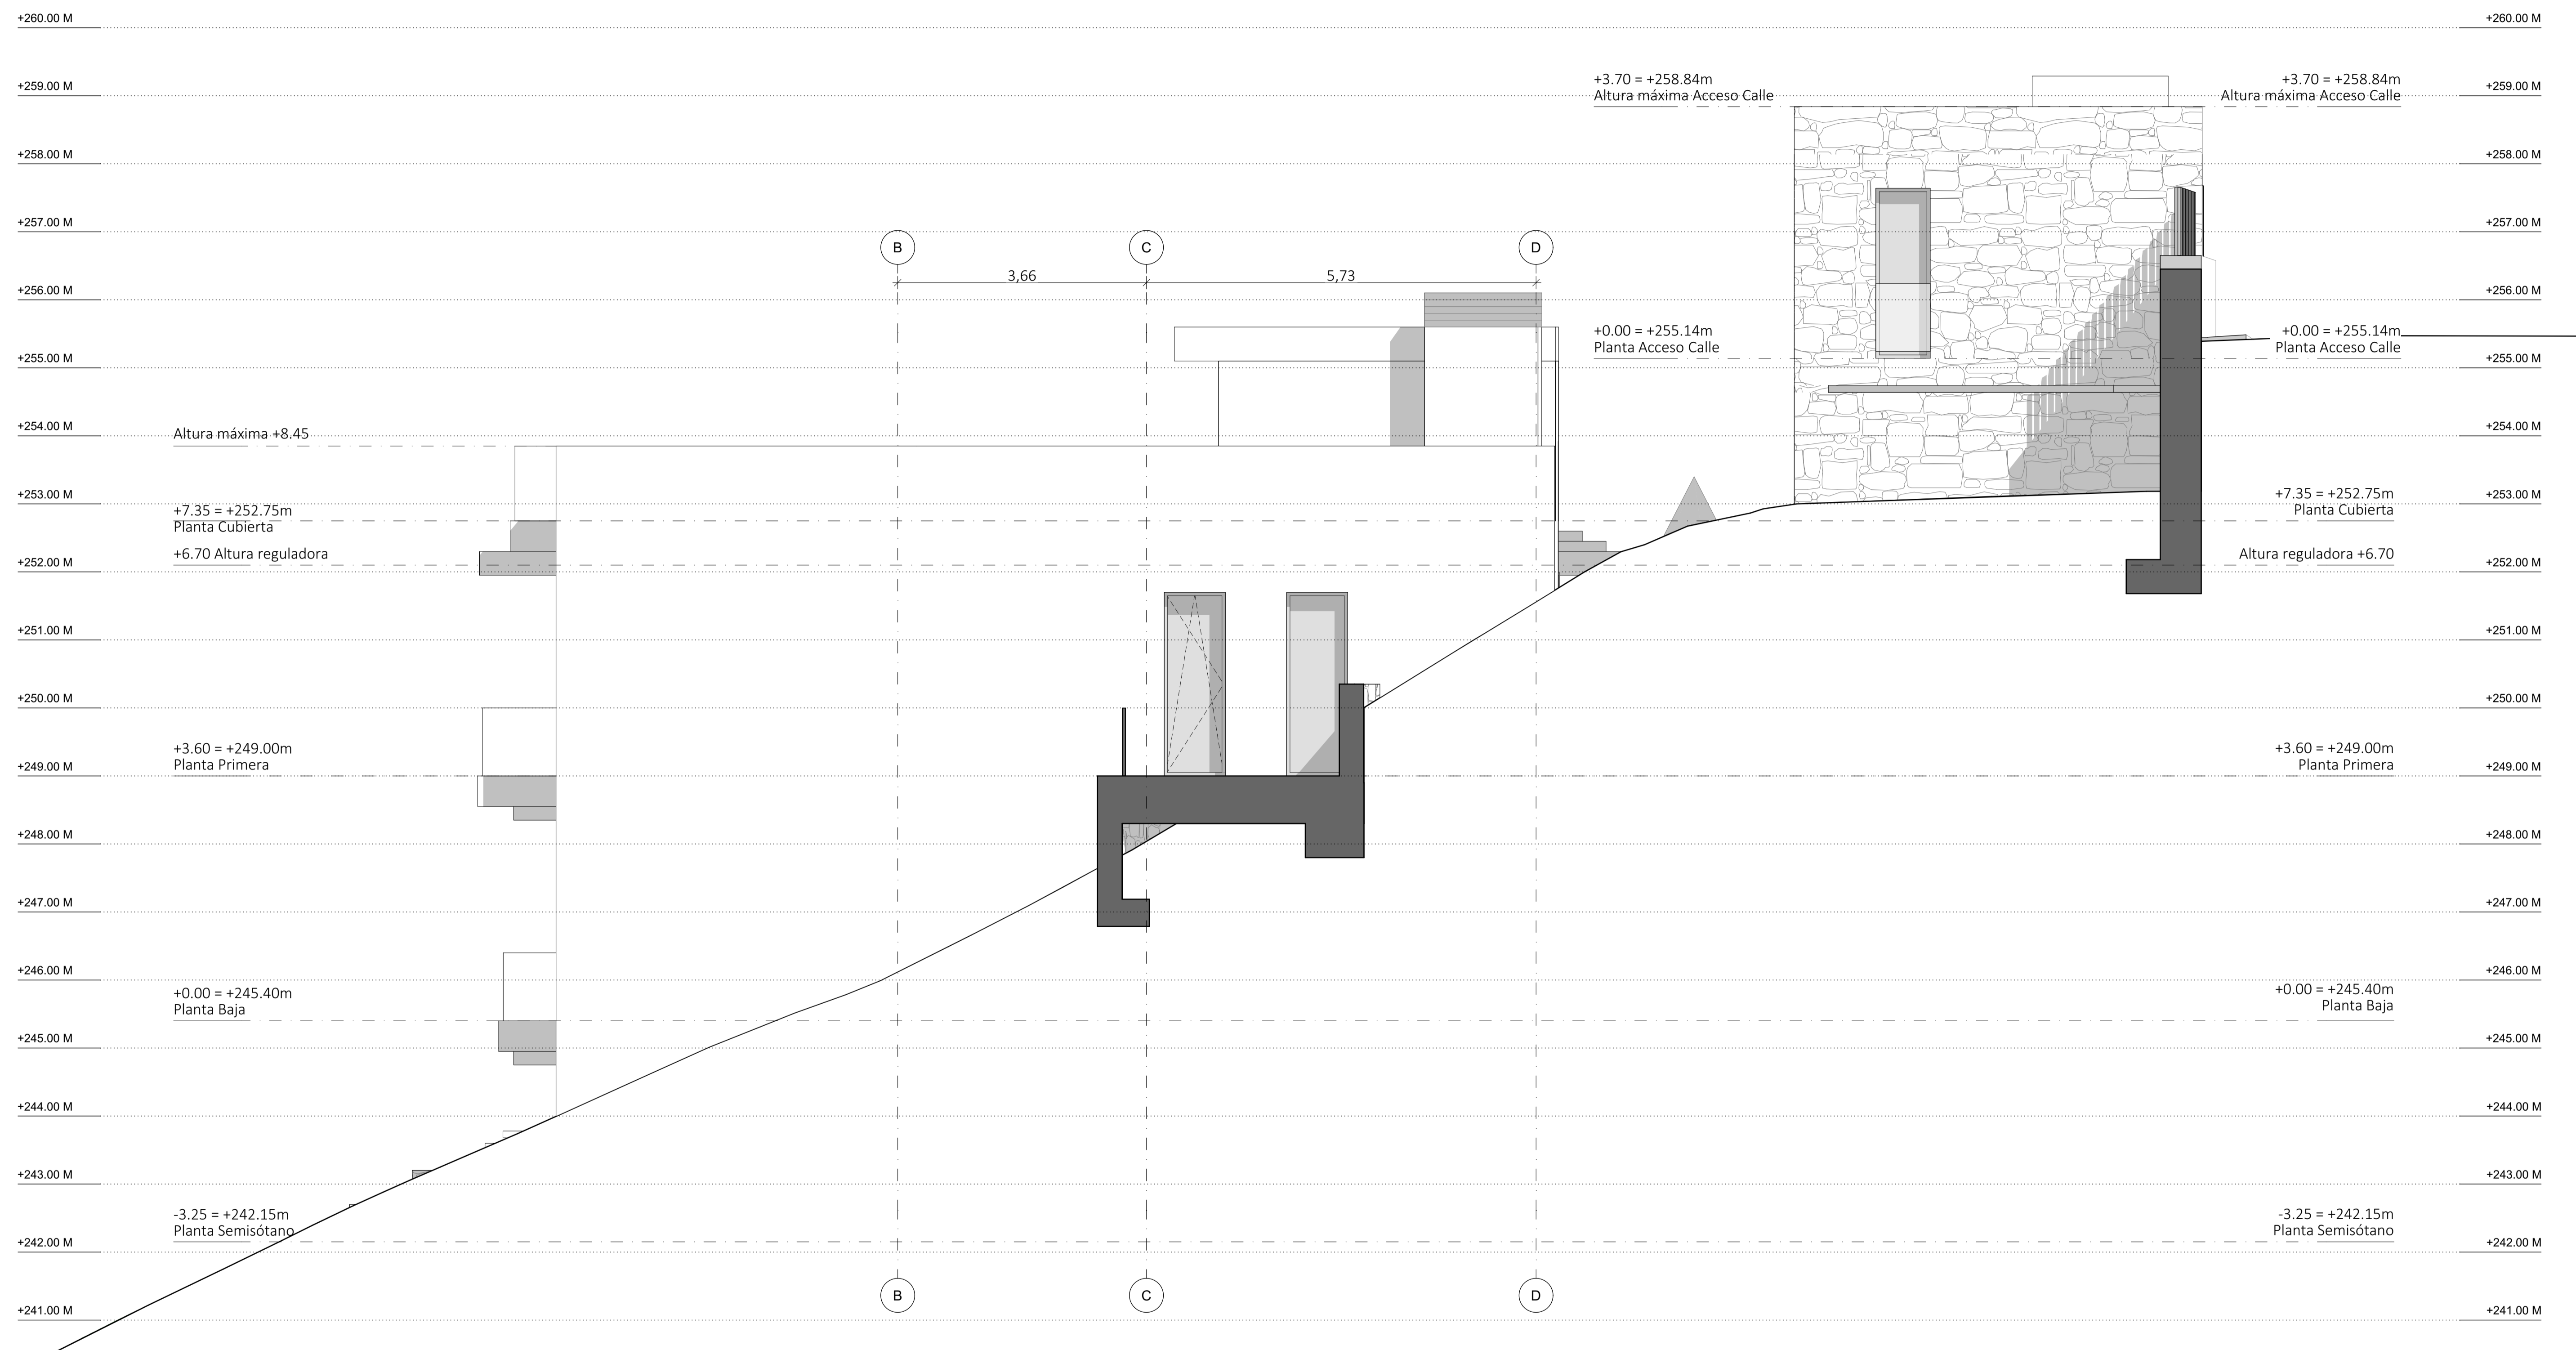 +260.00 M +260.00 M
+3.70 = +258.84m +3.70 = +258.84m
+259.00 M Altura máxima Acceso Calle Altura máxima Acceso Calle +259.00 M
+258.00 M +258.00 M
+257.00 M +257.00 M
B C D
3,66 5,73
+256.00 M +256.00 M
+0.00 = +255.14m +0.00 = +255.14m
Planta Acceso Calle Planta Acceso Calle
+255.00 M +255.00 M
+254.00 M +254.00 M
Altura máxima +8.45
+253.00 M +253.00 M
+7.35 = +252.75m +7.35 = +252.75m
Planta Cubierta Planta Cubierta
+6.70 Altura reguladora Altura reguladora +6.70
+252.00 M +252.00 M
+251.00 M +251.00 M
+250.00 M +250.00 M
+3.60 = +249.00m +3.60 = +249.00m
Planta Primera Planta Primera
+249.00 M +249.00 M
+248.00 M +248.00 M
+247.00 M +247.00 M
+246.00 M +246.00 M
+0.00 = +245.40m +0.00 = +245.40m
Planta Baja Planta Baja
+245.00 M +245.00 M
+244.00 M +244.00 M
+243.00 M +243.00 M
-3.25 = +242.15m -3.25 = +242.15m
Planta Semisótano Planta Semisótano
+242.00 M +242.00 M
B C D
+241.00 M +241.00 M